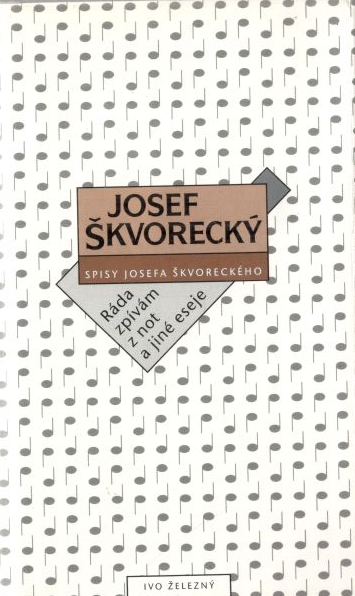 JOSEF
ŠKVORECKÝ
SPISY JOSEFA ŠKVORECKÉHO
Ráda
zpívám
z not
a jiné eseje
IVO ŽELEZNÝ